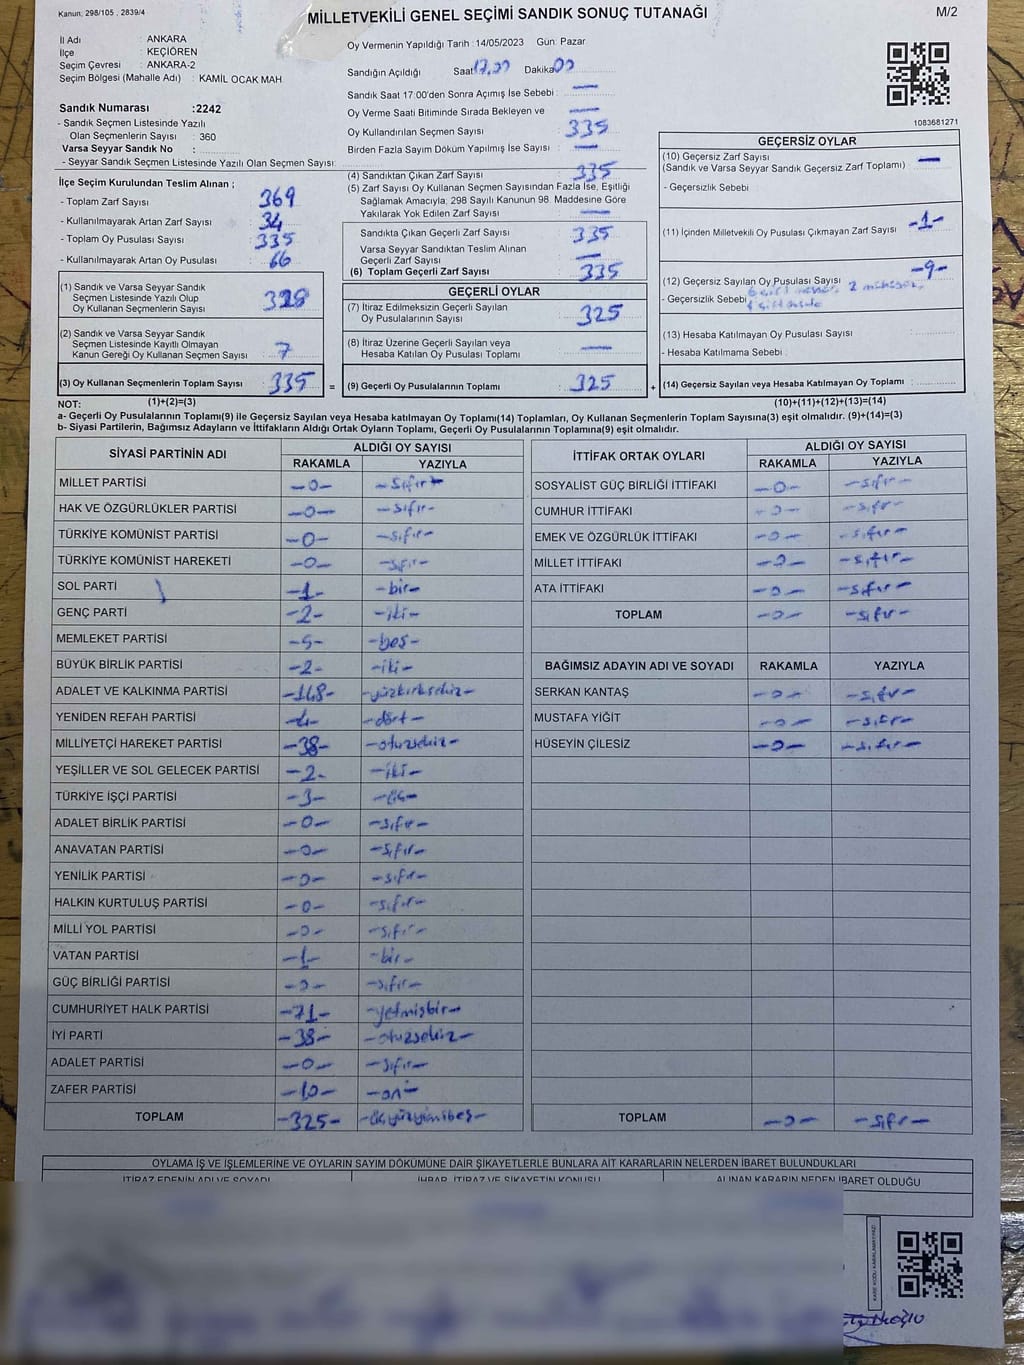 Kanun; 298/105 , 2839/4
MİLLETVEKİLİ GENEL SEÇİMİ SANDIK SONUÇ TUTANAĞI
M/2
İl Adı : ANKARA
İlçe : KEÇİÖREN
Seçim Çevresi : ANKARA-2
Seçim Bölgesi (Mahalle Adı) : KAMİL OCAK MAH
Sandık Numarası :2242
- Sandık Seçmen Listesinde Yazılı
Olan Seçmenlerin Sayısı : 360
Varsa Seyyar Sandık No :
- Seyyar Sandık Seçmen Listesinde Yazılı Olan Seçmen Sayısı:
Oy Vermenin Yapıldığı Tarih : 14/05/2023 Gün: Pazar
Sandığın Açıldığı Saat 17.00 Dakika 00
Sandık Saat 17:00'den Sonra Açımış İse Sebebi : —
Oy Verme Saati Bitiminde Sırada Bekleyen ve —
Oy Kullandırılan Seçmen Sayısı 335
Birden Fazla Sayım Döküm Yapılmış İse Sayısı : —
1083681271
İlçe Seçim Kurulundan Teslim Alınan ;
- Toplam Zarf Sayısı : 369
- Kullanılmayarak Artan Zarf Sayısı : 34
- Toplam Oy Pusulası Sayısı : 335
- Kullanılmayarak Artan Oy Pusulası : 66
(1) Sandık ve Varsa Seyyar Sandık
Seçmen Listesinde Yazılı Olup
Oy Kullanan Seçmenlerin Sayısı 328
(2) Sandık ve Varsa Seyyar Sandık
Seçmen Listesinde Kayıtlı Olmayan
Kanun Gereği Oy Kullanan Seçmen Sayısı : 7
(3) Oy Kullanan Seçmenlerin Toplam Sayısı : 335 =
(4) Sandıktan Çıkan Zarf Sayısı : 335
(5) Zarf Sayısı Oy Kullanan Seçmen Sayısından Fazla İse, Eşitliği
Sağlamak Amacıyla, 298 Sayılı Kanunun 98. Maddesine Göre
Yakılarak Yok Edilen Zarf Sayısı : —
Sandıkta Çıkan Geçerli Zarf Sayısı : 335
Varsa Seyyar Sandıktan Teslim Alınan
Geçerli Zarf Sayısı : —
(6) Toplam Geçerli Zarf Sayısı : 335
GEÇERLİ OYLAR
(7) İtiraz Edilmeksizin Geçerli Sayılan
Oy Pusulalarının Sayısı : 325
(8) İtiraz Üzerine Geçerli Sayılan veya
Hesaba Katılan Oy Pusulası Toplamı : —
(9) Geçerli Oy Pusulalarının Toplamı : 325 +
GEÇERSİZ OYLAR
(10) Geçersiz Zarf Sayısı : —
(Sandık ve Varsa Seyyar Sandık Geçersiz Zarf Toplamı)
- Geçersizlik Sebebi
(11) İçinden Milletvekili Oy Pusulası Çıkmayan Zarf Sayısı : -1-
(12) Geçersiz Sayılan Oy Pusulası Sayısı : -9-
- Geçersizlik Sebebi
(13) Hesaba Katılmayan Oy Pusulası Sayısı :
- Hesaba Katılmama Sebebi :
(14) Geçersiz Sayılan veya Hesaba Katılmayan Oy Toplamı :
NOT: (1)+(2)=(3) (10)+(11)+(12)+(13)=(14)
a- Geçerli Oy Pusulalarının Toplamı(9) ile Geçersiz Sayılan veya Hesaba katılmayan Oy Toplamı(14) Toplamları, Oy Kullanan Seçmenlerin Toplam Sayısına(3) eşit olmalıdır. (9)+(14)=(3)
b- Siyasi Partilerin, Bağımsız Adayların ve İttifakların Aldığı Ortak Oyların Toplamı, Geçerli Oy Pusulalarının Toplamına(9) eşit olmalıdır.
SİYASİ PARTİNİN ADI ALDIĞI OY SAYISI
RAKAMLA YAZIYLA
MİLLET PARTİSİ -0- -sıfır-
HAK VE ÖZGÜRLÜKLER PARTİSİ -0- -sıfır-
TÜRKİYE KOMÜNİST PARTİSİ -0- -sıfır-
TÜRKİYE KOMÜNİST HAREKETİ -0- -sıfır-
SOL PARTİ -1- -bir-
GENÇ PARTİ -2- -iki-
MEMLEKET PARTİSİ -5- -beş-
BÜYÜK BİRLİK PARTİSİ -2- -iki-
ADALET VE KALKINMA PARTİSİ -148- -yüzkırksekiz-
YENİDEN REFAH PARTİSİ -4- -dört-
MİLLİYETÇİ HAREKET PARTİSİ -38- -otuzsekiz-
YEŞİLLER VE SOL GELECEK PARTİSİ -2- -iki-
TÜRKİYE İŞÇİ PARTİSİ -3- -üç-
ADALET BİRLİK PARTİSİ -0- -sıfır-
ANAVATAN PARTİSİ -0- -sıfır-
YENİLİK PARTİSİ -0- -sıfır-
HALKIN KURTULUŞ PARTİSİ -0- -sıfır-
MİLLİ YOL PARTİSİ -0- -sıfır-
VATAN PARTİSİ -1- -bir-
GÜÇ BİRLİĞİ PARTİSİ -0- -sıfır-
CUMHURİYET HALK PARTİSİ -71- -yetmişbir-
İYİ PARTİ -38- -otuzsekiz-
ADALET PARTİSİ -0- -sıfır-
ZAFER PARTİSİ -10- -on-
TOPLAM -325- -üçyüzyirmibeş-
İTTİFAK ORTAK OYLARI ALDIĞI OY SAYISI
RAKAMLA YAZIYLA
SOSYALİST GÜÇ BİRLİĞİ İTTİFAKI -0- -sıfır-
CUMHUR İTTİFAKI -0- -sıfır-
EMEK VE ÖZGÜRLÜK İTTİFAKI -0- -sıfır-
MİLLET İTTİFAKI -0- -sıfır-
ATA İTTİFAKI -0- -sıfır-
TOPLAM -0- -sıfır-
BAĞIMSIZ ADAYIN ADI VE SOYADI RAKAMLA YAZIYLA
SERKAN KANTAŞ -0- -sıfır-
MUSTAFA YİĞİT -0- -sıfır-
HÜSEYİN ÇİLESİZ -0- -sıfır-
TOPLAM -0- -sıfır-
OYLAMA İŞ VE İŞLEMLERİNE VE OYLARIN SAYIM DÖKÜMÜNE DAİR ŞİKAYETLERLE BUNLARA AİT KARARLARIN NELERDEN İBARET BULUNDUKLARI
İTİRAZ EDENİN ADI VE SOYADI İHBAR, İTİRAZ VE ŞİKAYETİN KONUSU ALINAN KARARIN NEDEN İBARET OLDUĞU